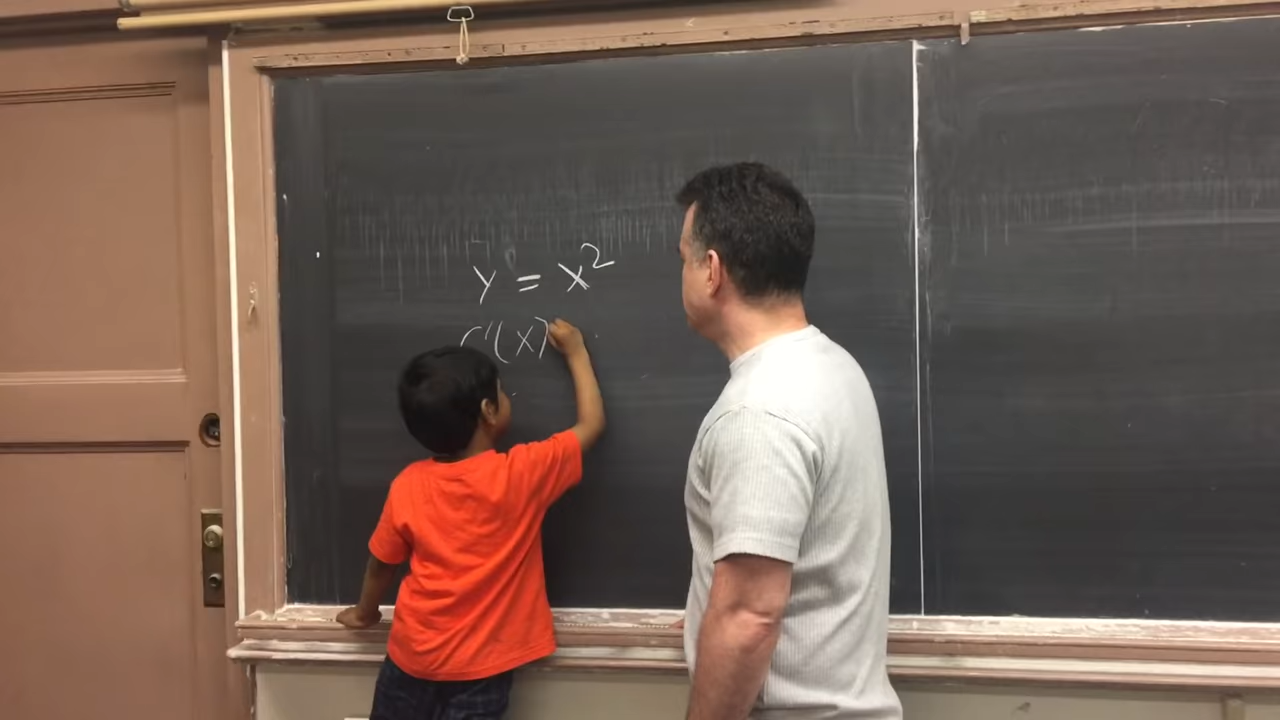 y = x²
f'(x)